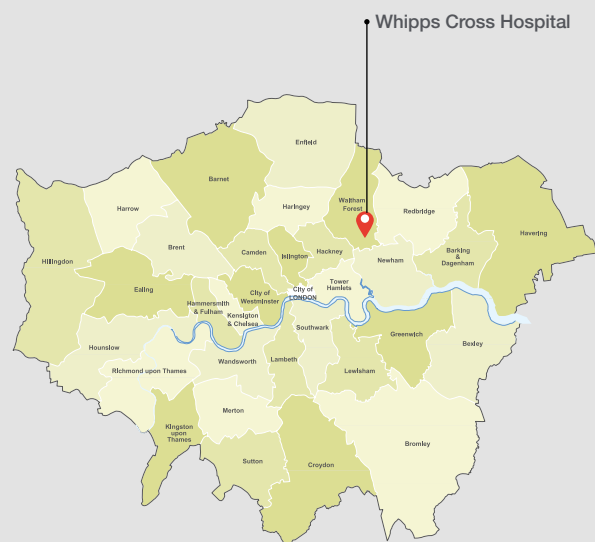 Whipps Cross Hospital
Enfield
Barnet
Waltham
Forest
Harrow
Haringey
Redbridge
Havering
Brent
Camden
Islington
Hackney
Hillingdon
Newham
Barking
&
Dagenham
Ealing
Hammersmith
& Fulham
City of
Westminster
City of
LONDON
Tower
Hamlets
Kensigton
& Chelsea
Southwark
Greenwich
Hounslow
Bexley
Richmond upon Thames
Wandsworth
Lambeth
Lewisham
Merton
Kingston
upon
Thames
Bromley
Sutton
Croydon